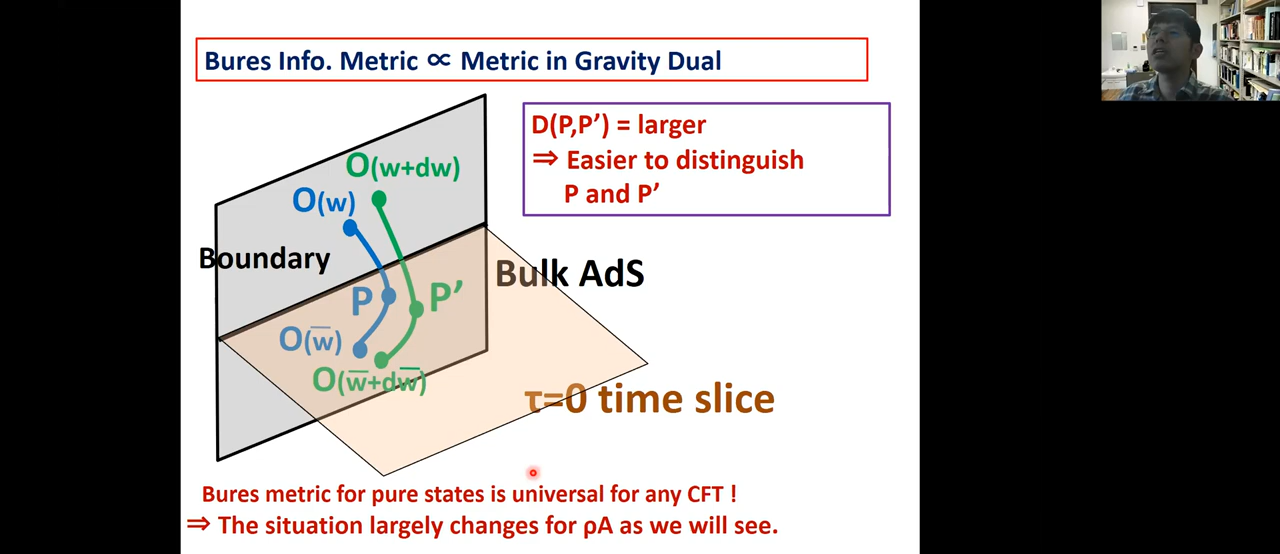 Bures Info. Metric ∝ Metric in Gravity Dual
D(P,P’) = larger
⇒ Easier to distinguish
P and P’
O(w+dw)
O(w)
Boundary
Bulk AdS
P
P’
O(w̅)
O(w̅+dw̅)
τ=0 time slice
Bures metric for pure states is universal for any CFT !
⇒ The situation largely changes for ρA as we will see.